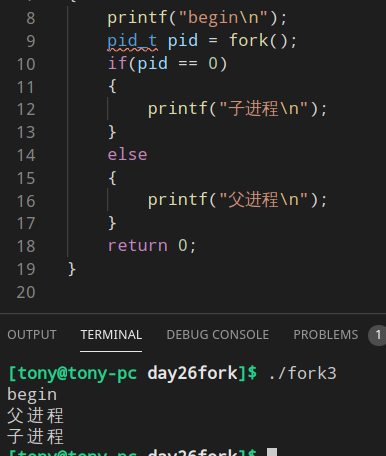 8 printf("begin\n");
9 pid_t pid = fork();
10 if(pid == 0)
11 {
12 printf("子进程\n");
13 }
14 else
15 {
16 printf("父进程\n");
17 }
18 return 0;
19 }
20
OUTPUT TERMINAL DEBUG CONSOLE PROBLEMS 1
[tony@tony-pc day26fork]$ ./fork3
begin
父进程
子进程
[tony@tony-pc day26fork]$